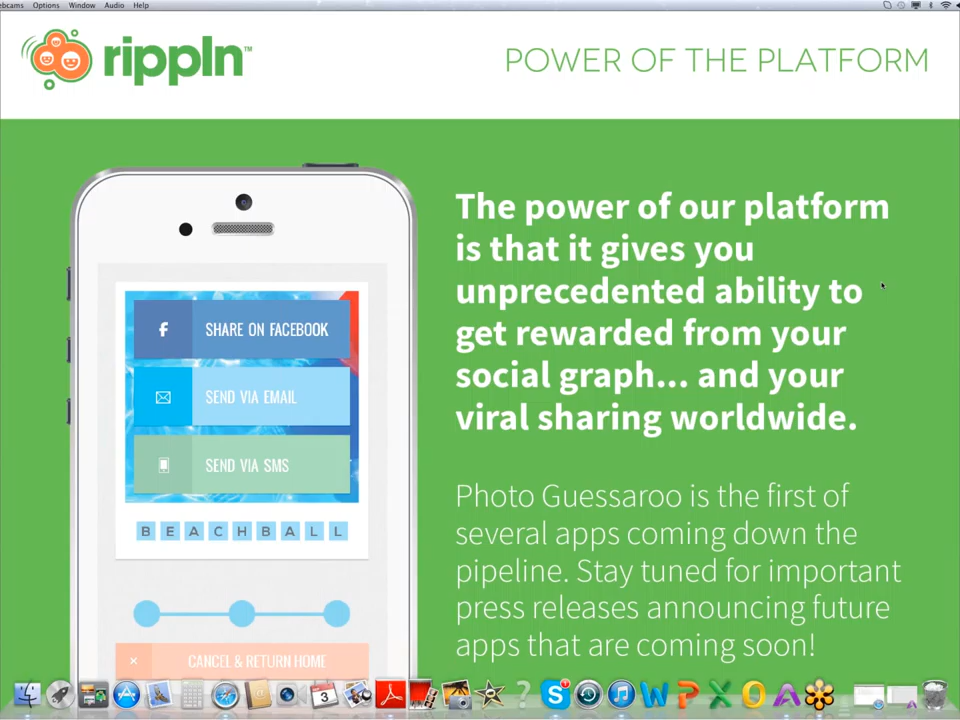 ebcams Options Window Audio Help
rippln™
POWER OF THE PLATFORM
The power of our platform
is that it gives you
unprecedented ability to
get rewarded from your
social graph... and your
viral sharing worldwide.
Photo Guessaroo is the first of
several apps coming down the
pipeline. Stay tuned for important
press releases announcing future
apps that are coming soon!
f SHARE ON FACEBOOK
SEND VIA EMAIL
SEND VIA SMS
B E A C H B A L L
× CANCEL & RETURN HOME
3